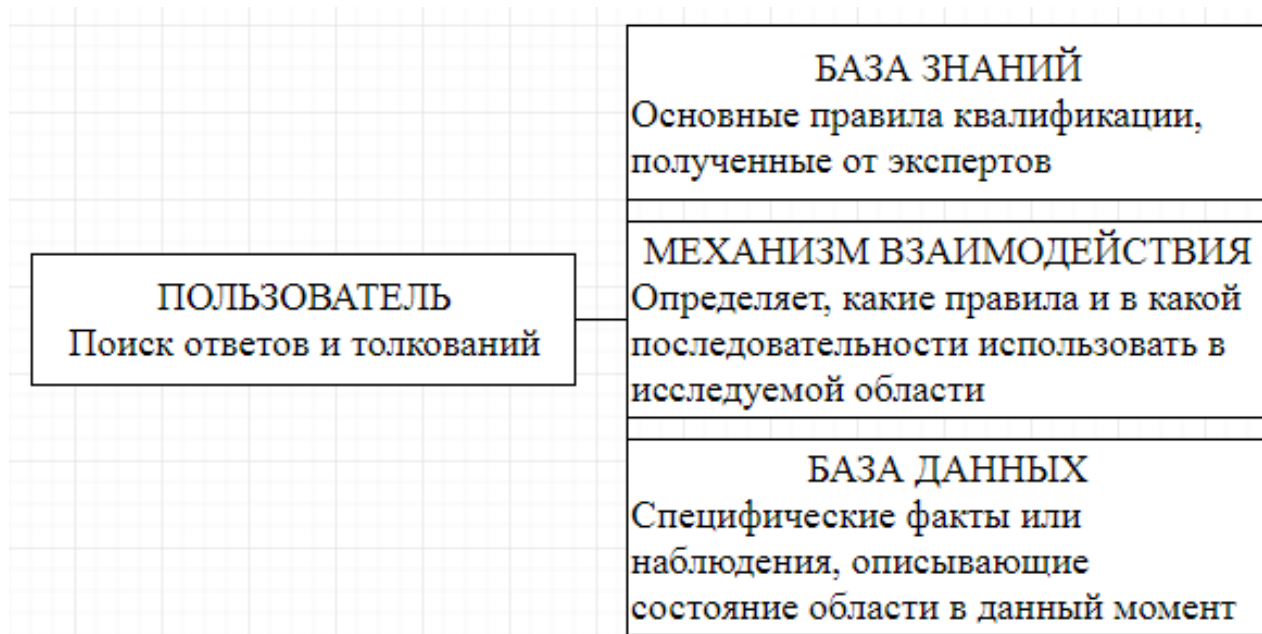 ПОЛЬЗОВАТЕЛЬ
Поиск ответов и толкований
БАЗА ЗНАНИЙ
Основные правила квалификации,
полученные от экспертов
МЕХАНИЗМ ВЗАИМОДЕЙСТВИЯ
Определяет, какие правила и в какой
последовательности использовать в
исследуемой области
БАЗА ДАННЫХ
Специфические факты или
наблюдения, описывающие
состояние области в данный момент